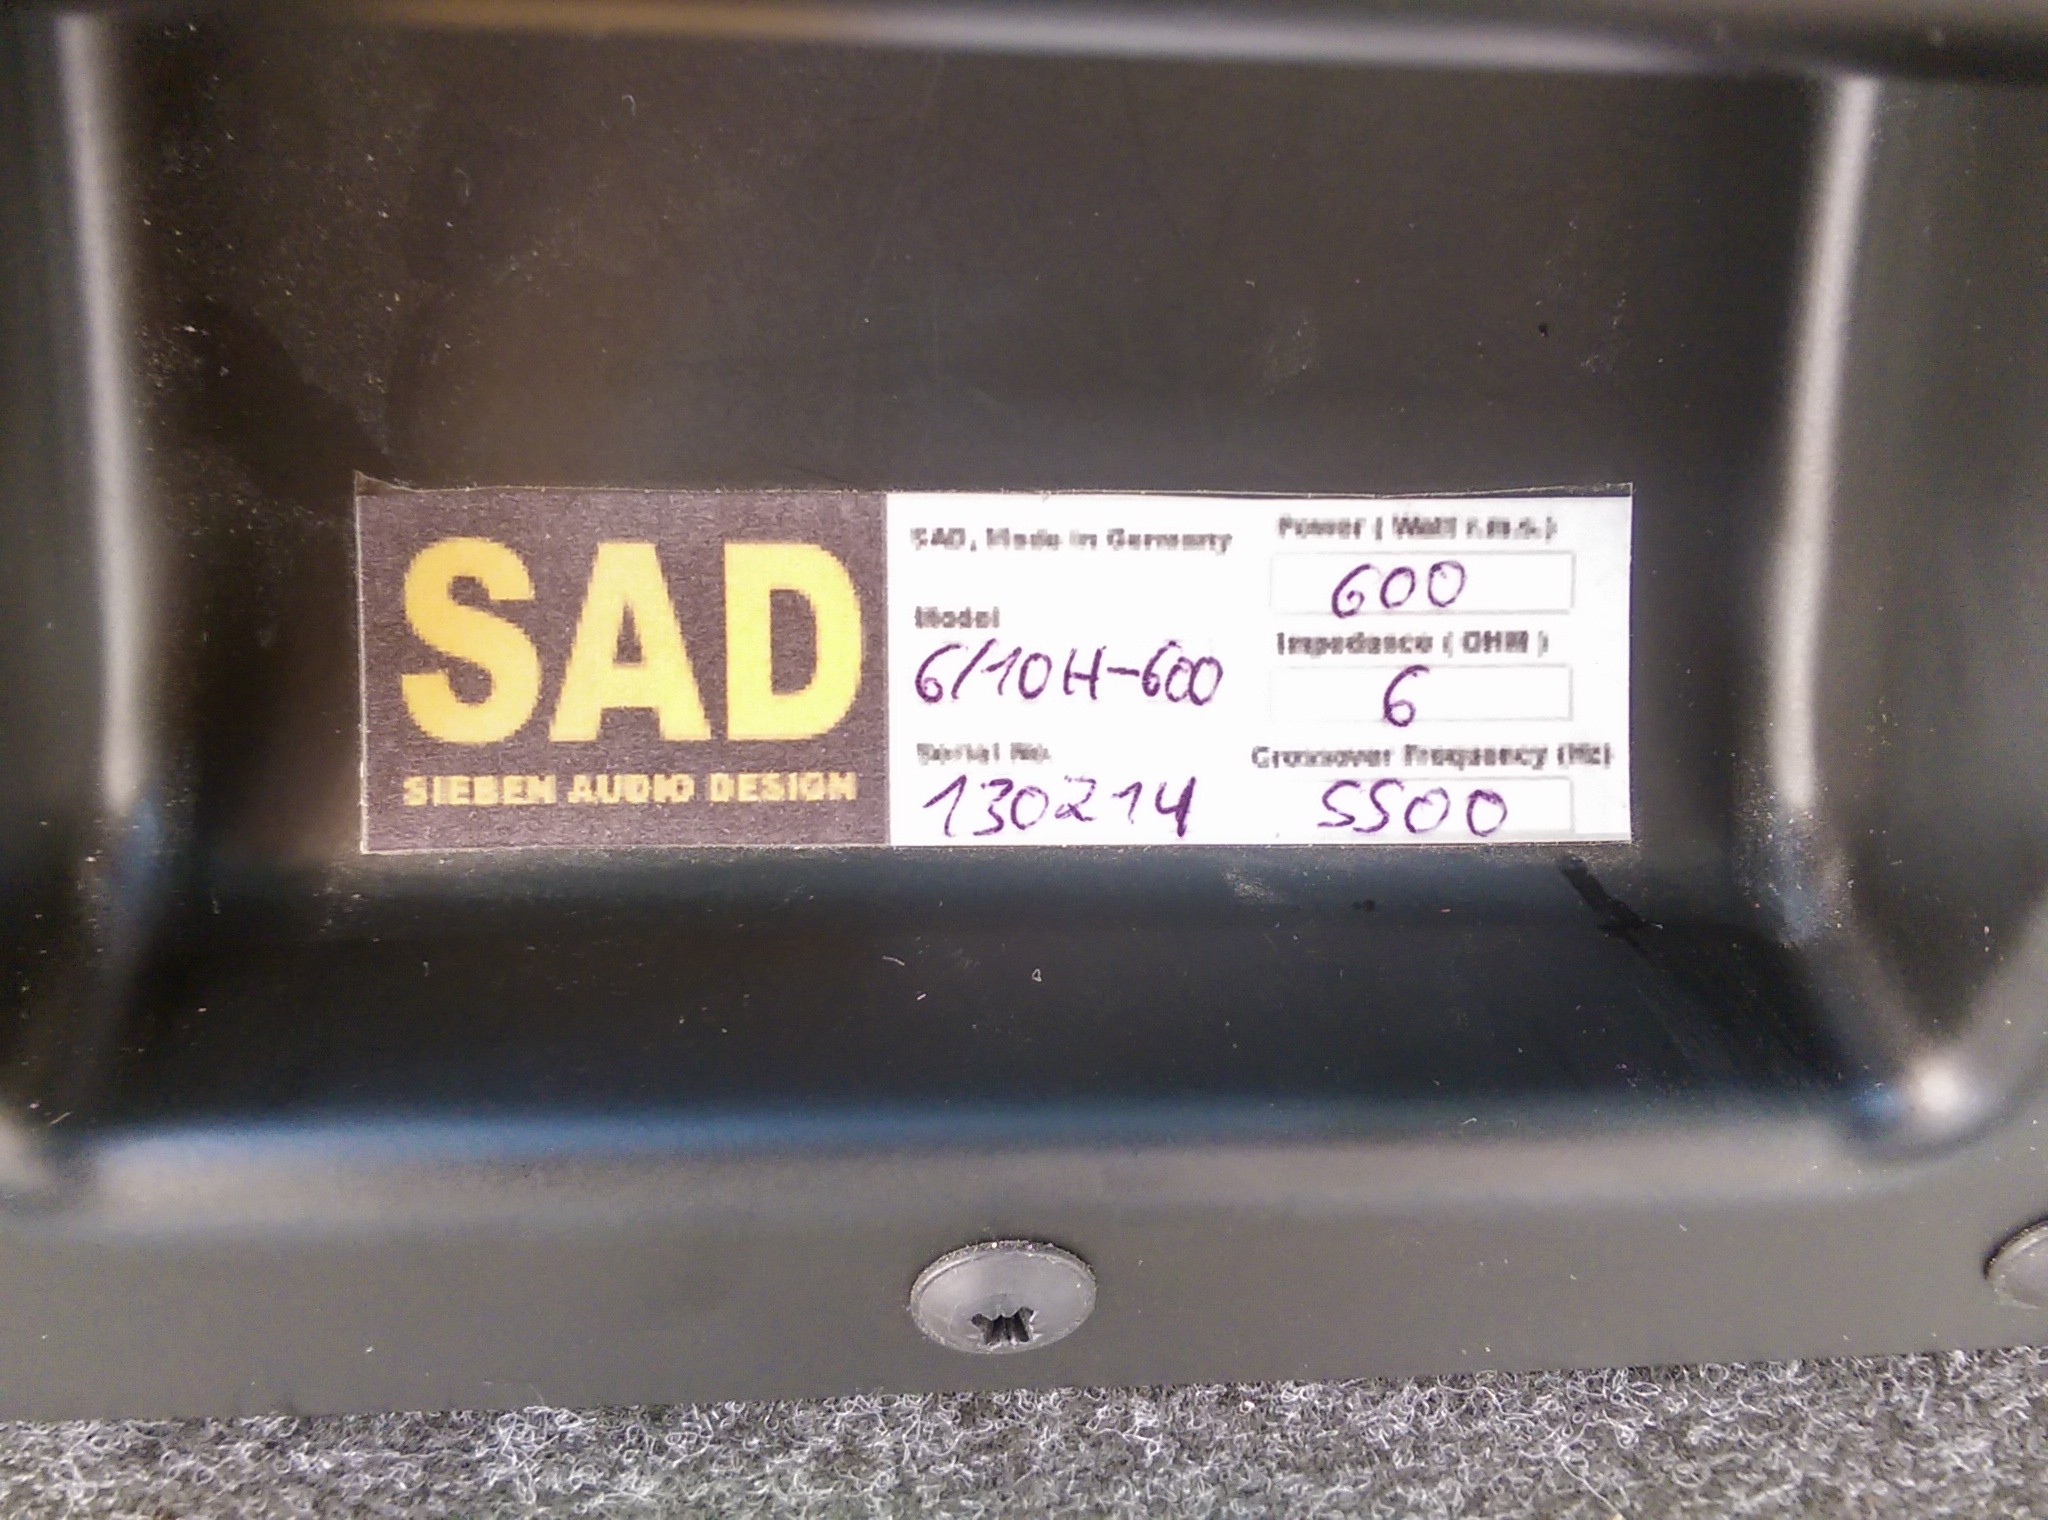 SAD
SIEBEN AUDIO DESIGN
SAD, Made in Germany
Model
6/10H-600
Serial No.
130214
Power ( Watt r.m.s. )
600
Impedance ( OHM )
6
Crossover Frequency (Hz)
5500